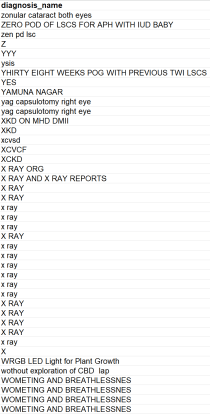 diagnosis_name
zonular cataract both eyes
ZERO POD OF LSCS FOR APH WITH IUD BABY
zen pd lsc
Z
YYY
ysis
YHIRTY EIGHT WEEKS POG WITH PREVIOUS TWI LSCS
YES
YAMUNA NAGAR
yag capsulotomy right eye
yag capsulotomy right eye
XKD ON MHD DMII
XKD
xcvsd
XCVCF
XCKD
X RAY ORG
X RAY AND X RAY REPORTS
X RAY
X RAY
x ray
x ray
x ray
X RAY
x ray
x ray
x ray
x ray
x ray
X RAY
X RAY
X RAY
X RAY
x ray
X
WRGB LED Light for Plant Growth
wothout exploration of CBD lap
WOMETING AND BREATHLESSNES
WOMETING AND BREATHLESSNES
WOMETING AND BREATHLESSNES
WOMETING AND BREATHLESSNES